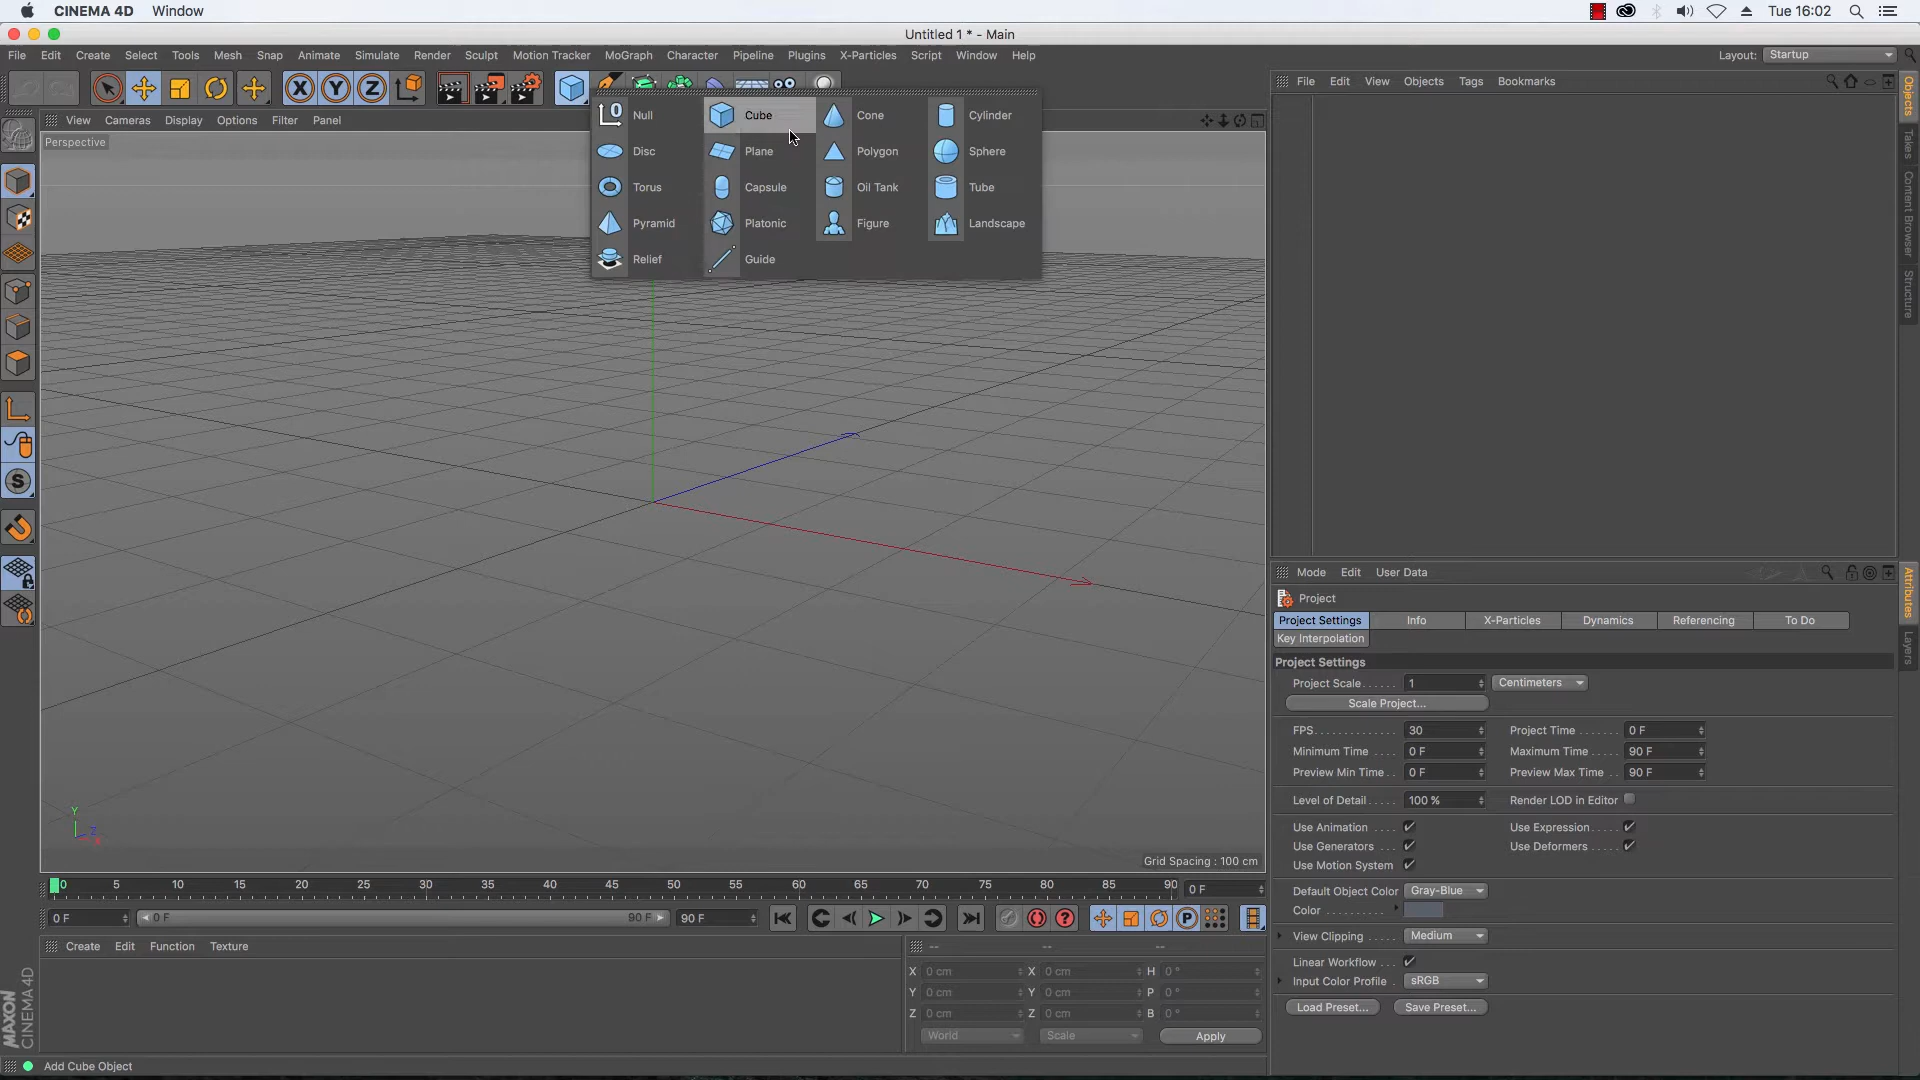 CINEMA 4D Window Tue 16:02
Untitled 1 * - Main
File Edit Create Select Tools Mesh Snap Animate Simulate Render Sculpt Motion Tracker MoGraph Character Pipeline Plugins X-Particles Script Window Help Layout: Startup
X Y Z
File Edit View Objects Tags Bookmarks
View Cameras Display Options Filter Panel
Perspective
0 Null Cube Cone Cylinder
Disc Plane Polygon Sphere
Torus Capsule Oil Tank Tube
Pyramid Platonic Figure Landscape
Relief Guide
Objects
Takes
Content Browser
Structure
S
Y
Z
X
Grid Spacing : 100 cm
Mode Edit User Data
Project
Project Settings Info X-Particles Dynamics Referencing To Do
Key Interpolation
Project Settings
Project Scale 1 Centimeters
Scale Project...
FPS 30 Project Time 0 F
Minimum Time 0 F Maximum Time 90 F
Preview Min Time 0 F Preview Max Time 90 F
Level of Detail 100 % Render LOD in Editor
Use Animation Use Expression
Use Generators Use Deformers
Use Motion System
Default Object Color Gray-Blue
Color
View Clipping Medium
Linear Workflow
Input Color Profile sRGB
Load Preset... Save Preset...
Attributes
Layers
0 5 10 15 20 25 30 35 40 45 50 55 60 65 70 75 80 85 90 0 F
0 F 0 F 90 F 90 F ? P
Create Edit Function Texture
-- -- --
X 0 cm X 0 cm H 0 °
Y 0 cm Y 0 cm P 0 °
Z 0 cm Z 0 cm B 0 °
World Scale Apply
MAXON
CINEMA 4D
Add Cube Object